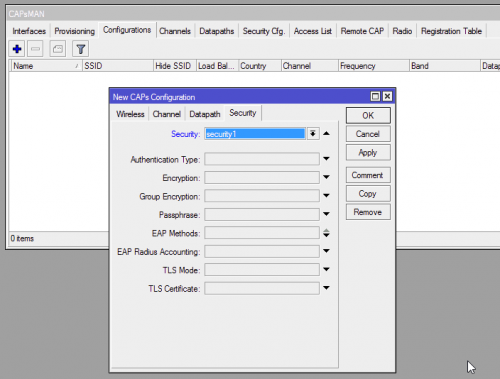 CAPsMAN
Interfaces Provisioning Configurations Channels Datapaths Security Cfg. Access List Remote CAP Radio Registration Table
Name / SSID Hide SSID Load Bal... Country Channel Frequency Band Datap
New CAPs Configuration
Wireless Channel Datapath Security
OK
Security: security1
Cancel
Authentication Type:
Apply
Encryption:
Comment
Group Encryption:
Copy
Passphrase:
Remove
EAP Methods:
0 items
EAP Radius Accounting:
TLS Mode:
TLS Certificate: